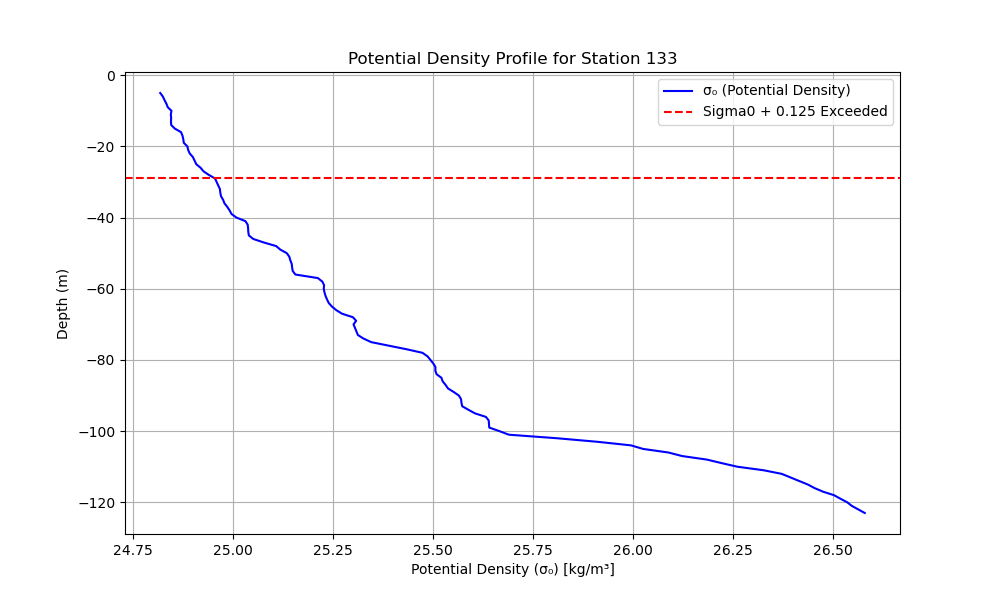 Potential Density Profile for Station 133
σ₀ (Potential Density)
Sigma0 + 0.125 Exceeded
0
−20
−40
−60
−80
−100
−120
Depth (m)
24.75 25.00 25.25 25.50 25.75 26.00 26.25 26.50
Potential Density (σ₀) [kg/m³]